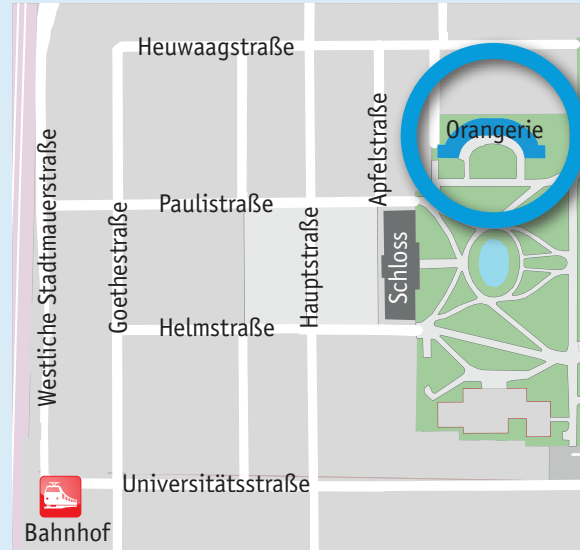 Heuwaagstraße
Orangerie
Apfelstraße
Westliche Stadtmauerstraße
Paulistraße
Goethestraße
Hauptstraße
Schloss
Helmstraße
Universitätsstraße
Bahnhof